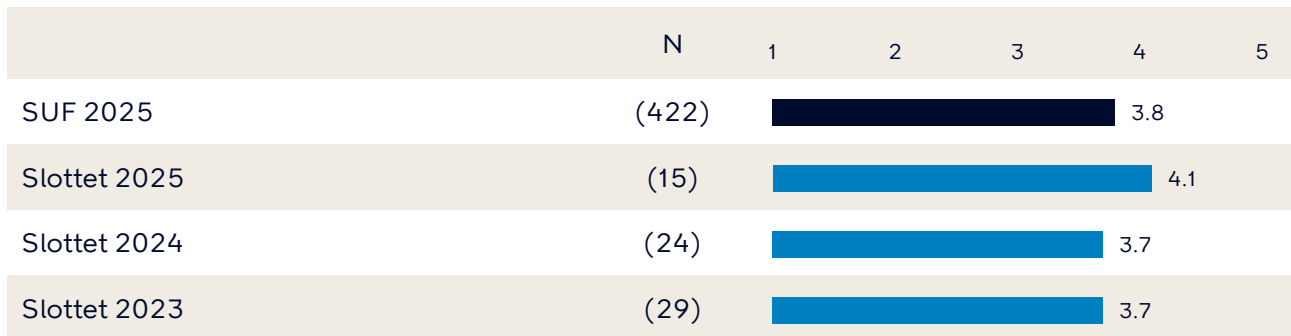 N 1 2 3 4 5
SUF 2025 (422) 3.8
Slottet 2025 (15) 4.1
Slottet 2024 (24) 3.7
Slottet 2023 (29) 3.7